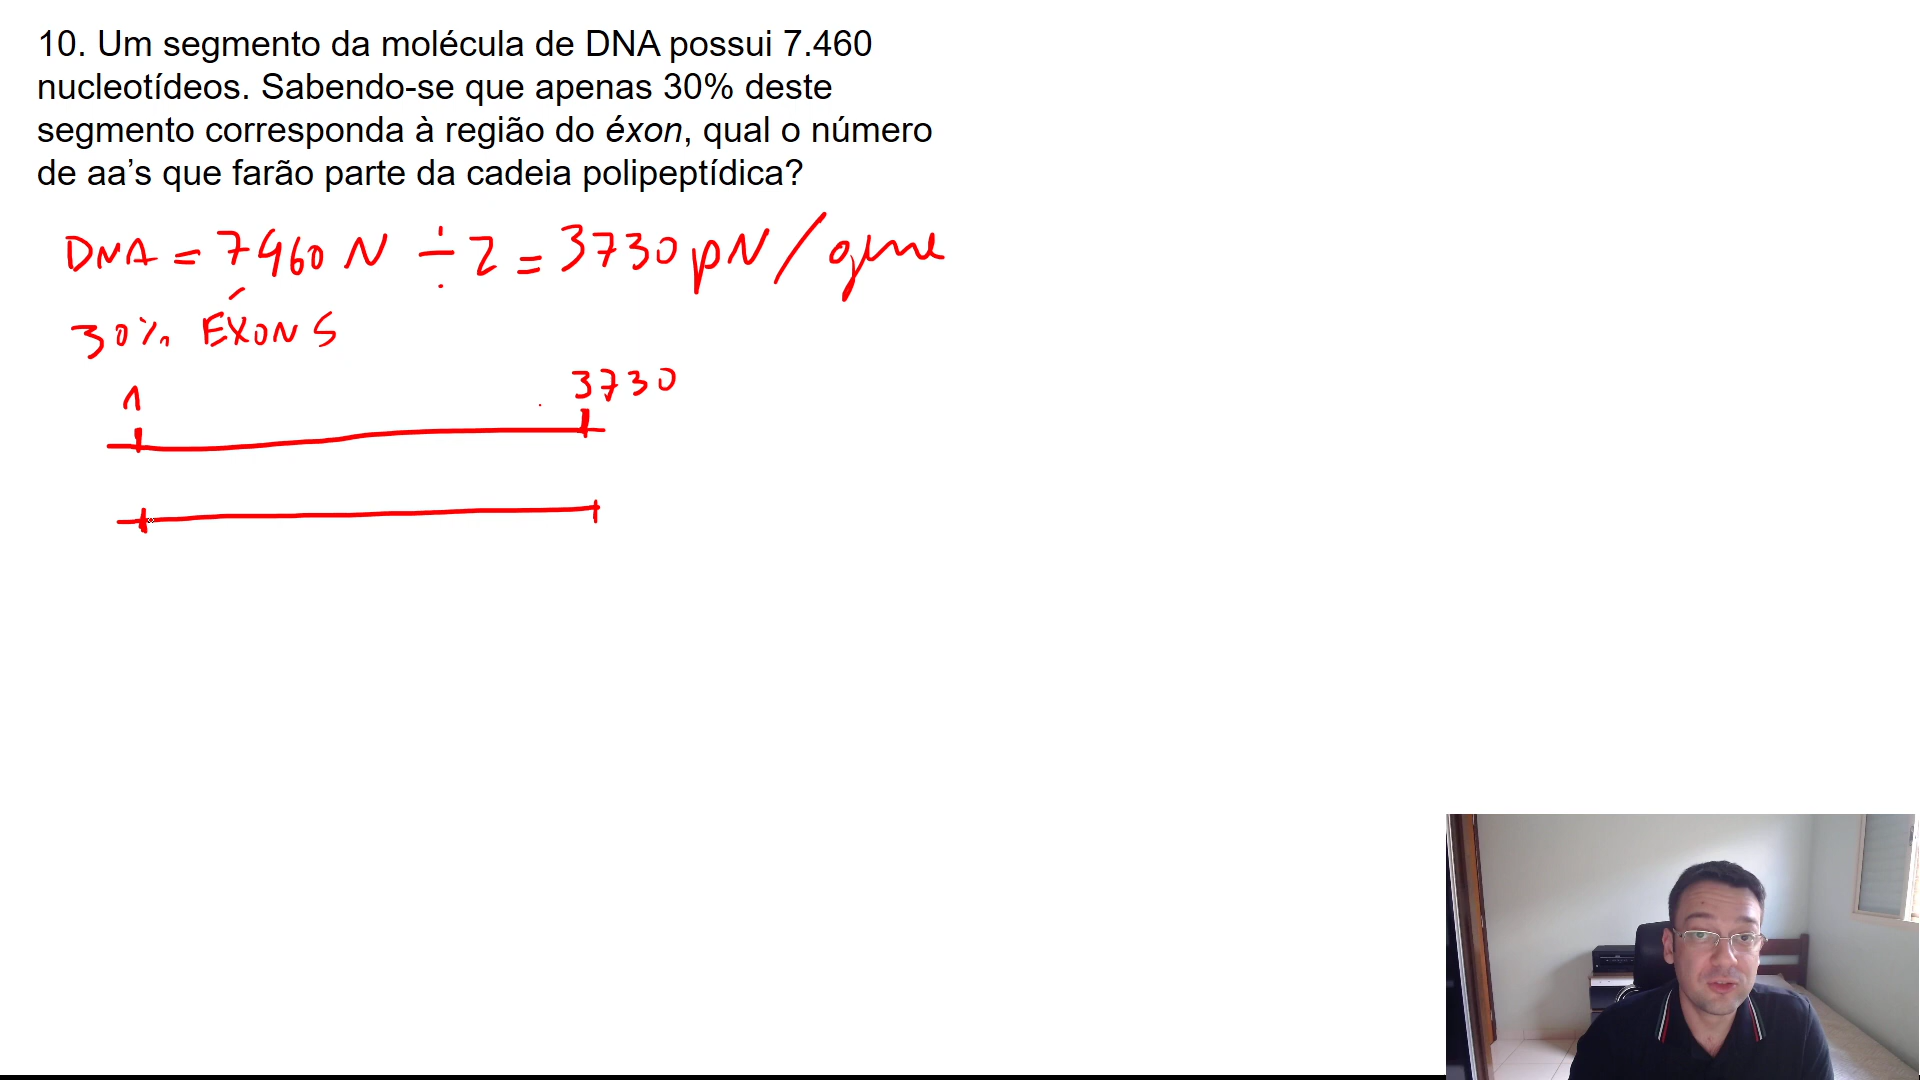 10. Um segmento da molécula de DNA possui 7.460
nucleotídeos. Sabendo-se que apenas 30% deste
segmento corresponda à região do éxon, qual o número
de aa’s que farão parte da cadeia polipeptídica?
DNA = 7460 N ÷ 2 = 3730 pN / gene
30% ÉXONS
1 3730